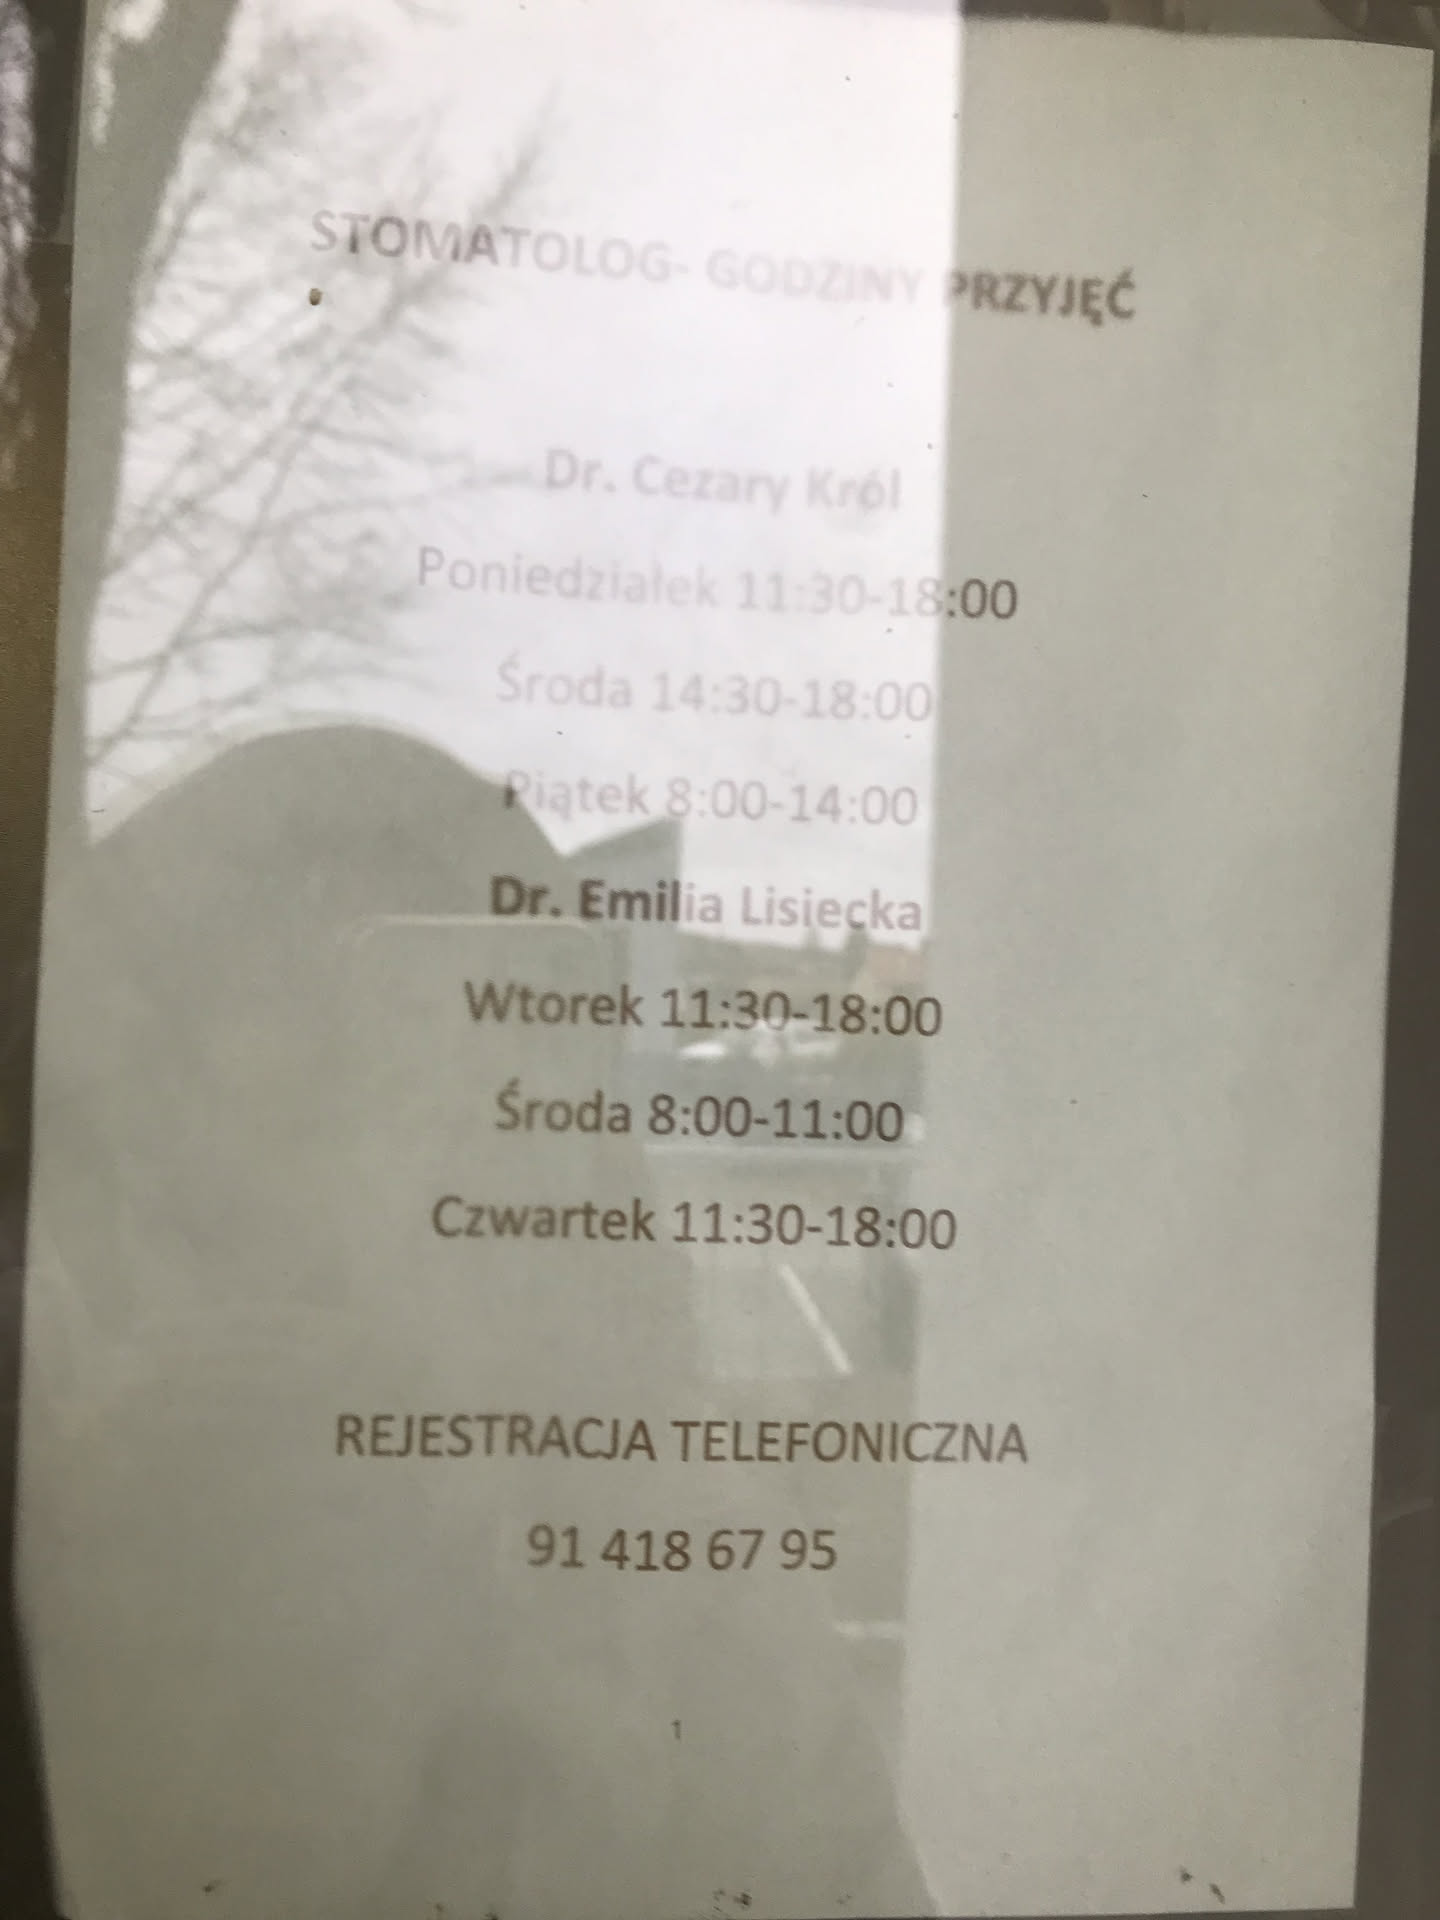 STOMATOLOG- GODZINY PRZYJĘĆ
Dr. Cezary Król
Poniedziałek 11:30-18:00
Środa 14:30-18:00
Piątek 8:00-14:00
Dr. Emilia Lisiecka
Wtorek 11:30-18:00
Środa 8:00-11:00
Czwartek 11:30-18:00
REJESTRACJA TELEFONICZNA
91 418 67 95
1